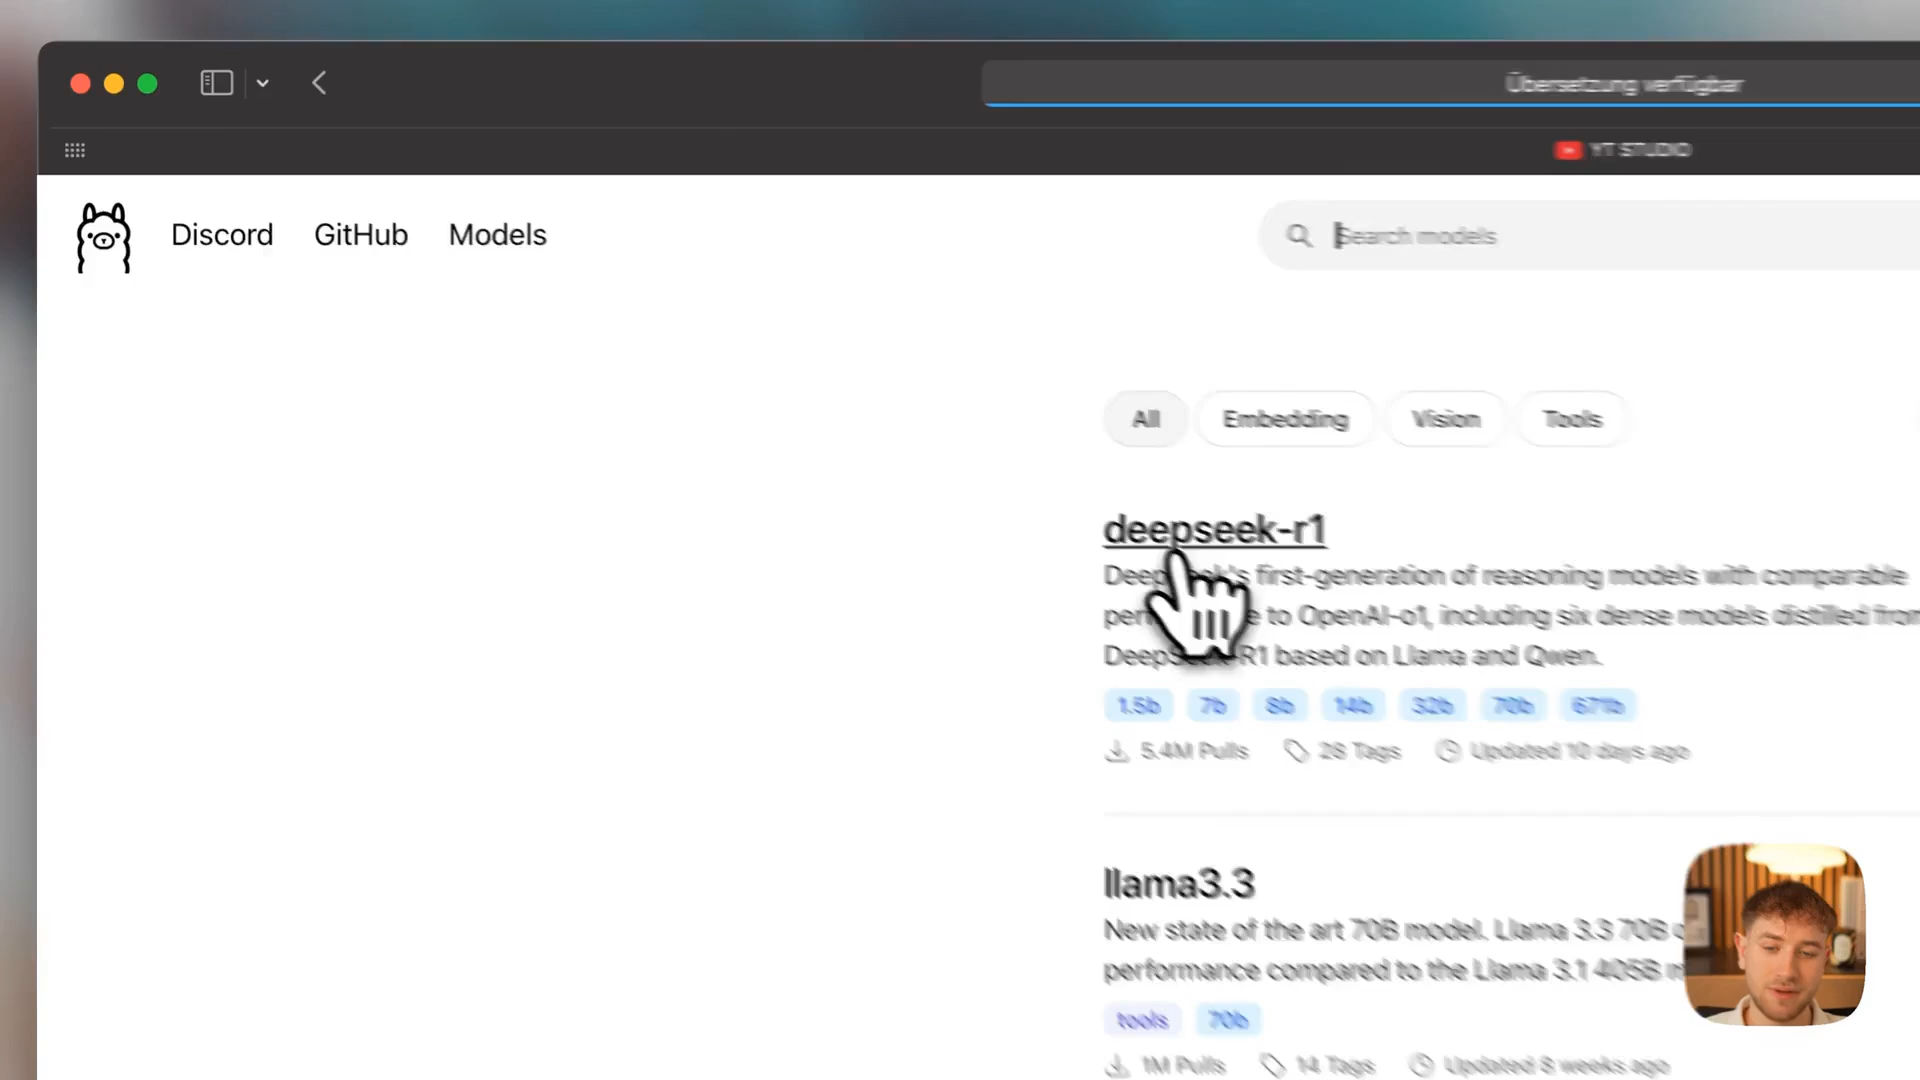 Übersetzung verfügbar
YT STUDIO
Discord GitHub Models
Search models
All Embedding Vision Tools
deepseek-r1
first-generation of reasoning models with comparable
to OpenAI-o1, including six dense models distilled from
R1 based on Llama and Qwen.
1.5b 7b 8b 14b 32b 70b 671b
5.4M Pulls 28 Tags Updated 10 days ago
llama3.3
New state of the art 70B model. Llama 3.3 70B
performance compared to the Llama 3.1 405B
tools 70b
1M Pulls 14 Tags Updated 8 weeks ago